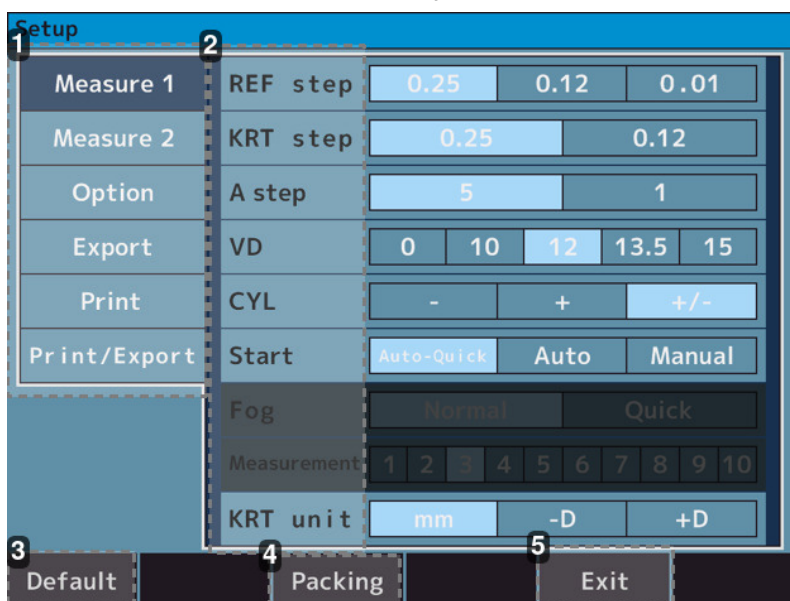 Setup
1
2
Measure 1
REF step 0.25 0.12 0.01
Measure 2
KRT step 0.25 0.12
Option
A step 5 1
Export
VD 0 10 12 13.5 15
Print
CYL - + +/-
Print/Export
Start Auto-Quick Auto Manual
Fog Normal Quick
Measurement 1 2 3 4 5 6 7 8 9 10
KRT unit mm -D +D
3
4
5
Default Packing Exit